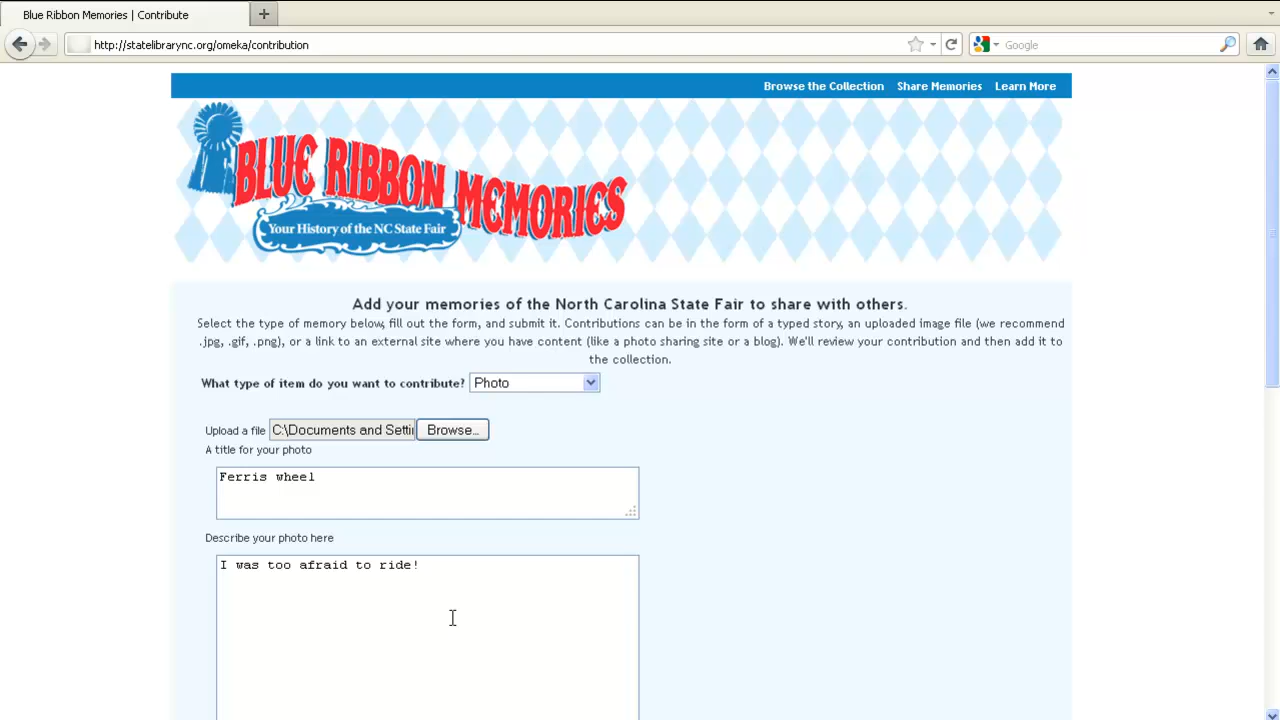 Blue Ribbon Memories | Contribute
http://statelibrarync.org/omeka/contribution
Google
Browse the Collection Share Memories Learn More
BLUE RIBBON MEMORIES
Your History of the NC State Fair
Add your memories of the North Carolina State Fair to share with others.
Select the type of memory below, fill out the form, and submit it. Contributions can be in the form of a typed story, an uploaded image file (we recommend
.jpg, .gif, .png), or a link to an external site where you have content (like a photo sharing site or a blog). We'll review your contribution and then add it to
the collection.
What type of item do you want to contribute? Photo
Upload a file C:\Documents and Settin Browse...
A title for your photo
Ferris wheel
Describe your photo here
I was too afraid to ride!